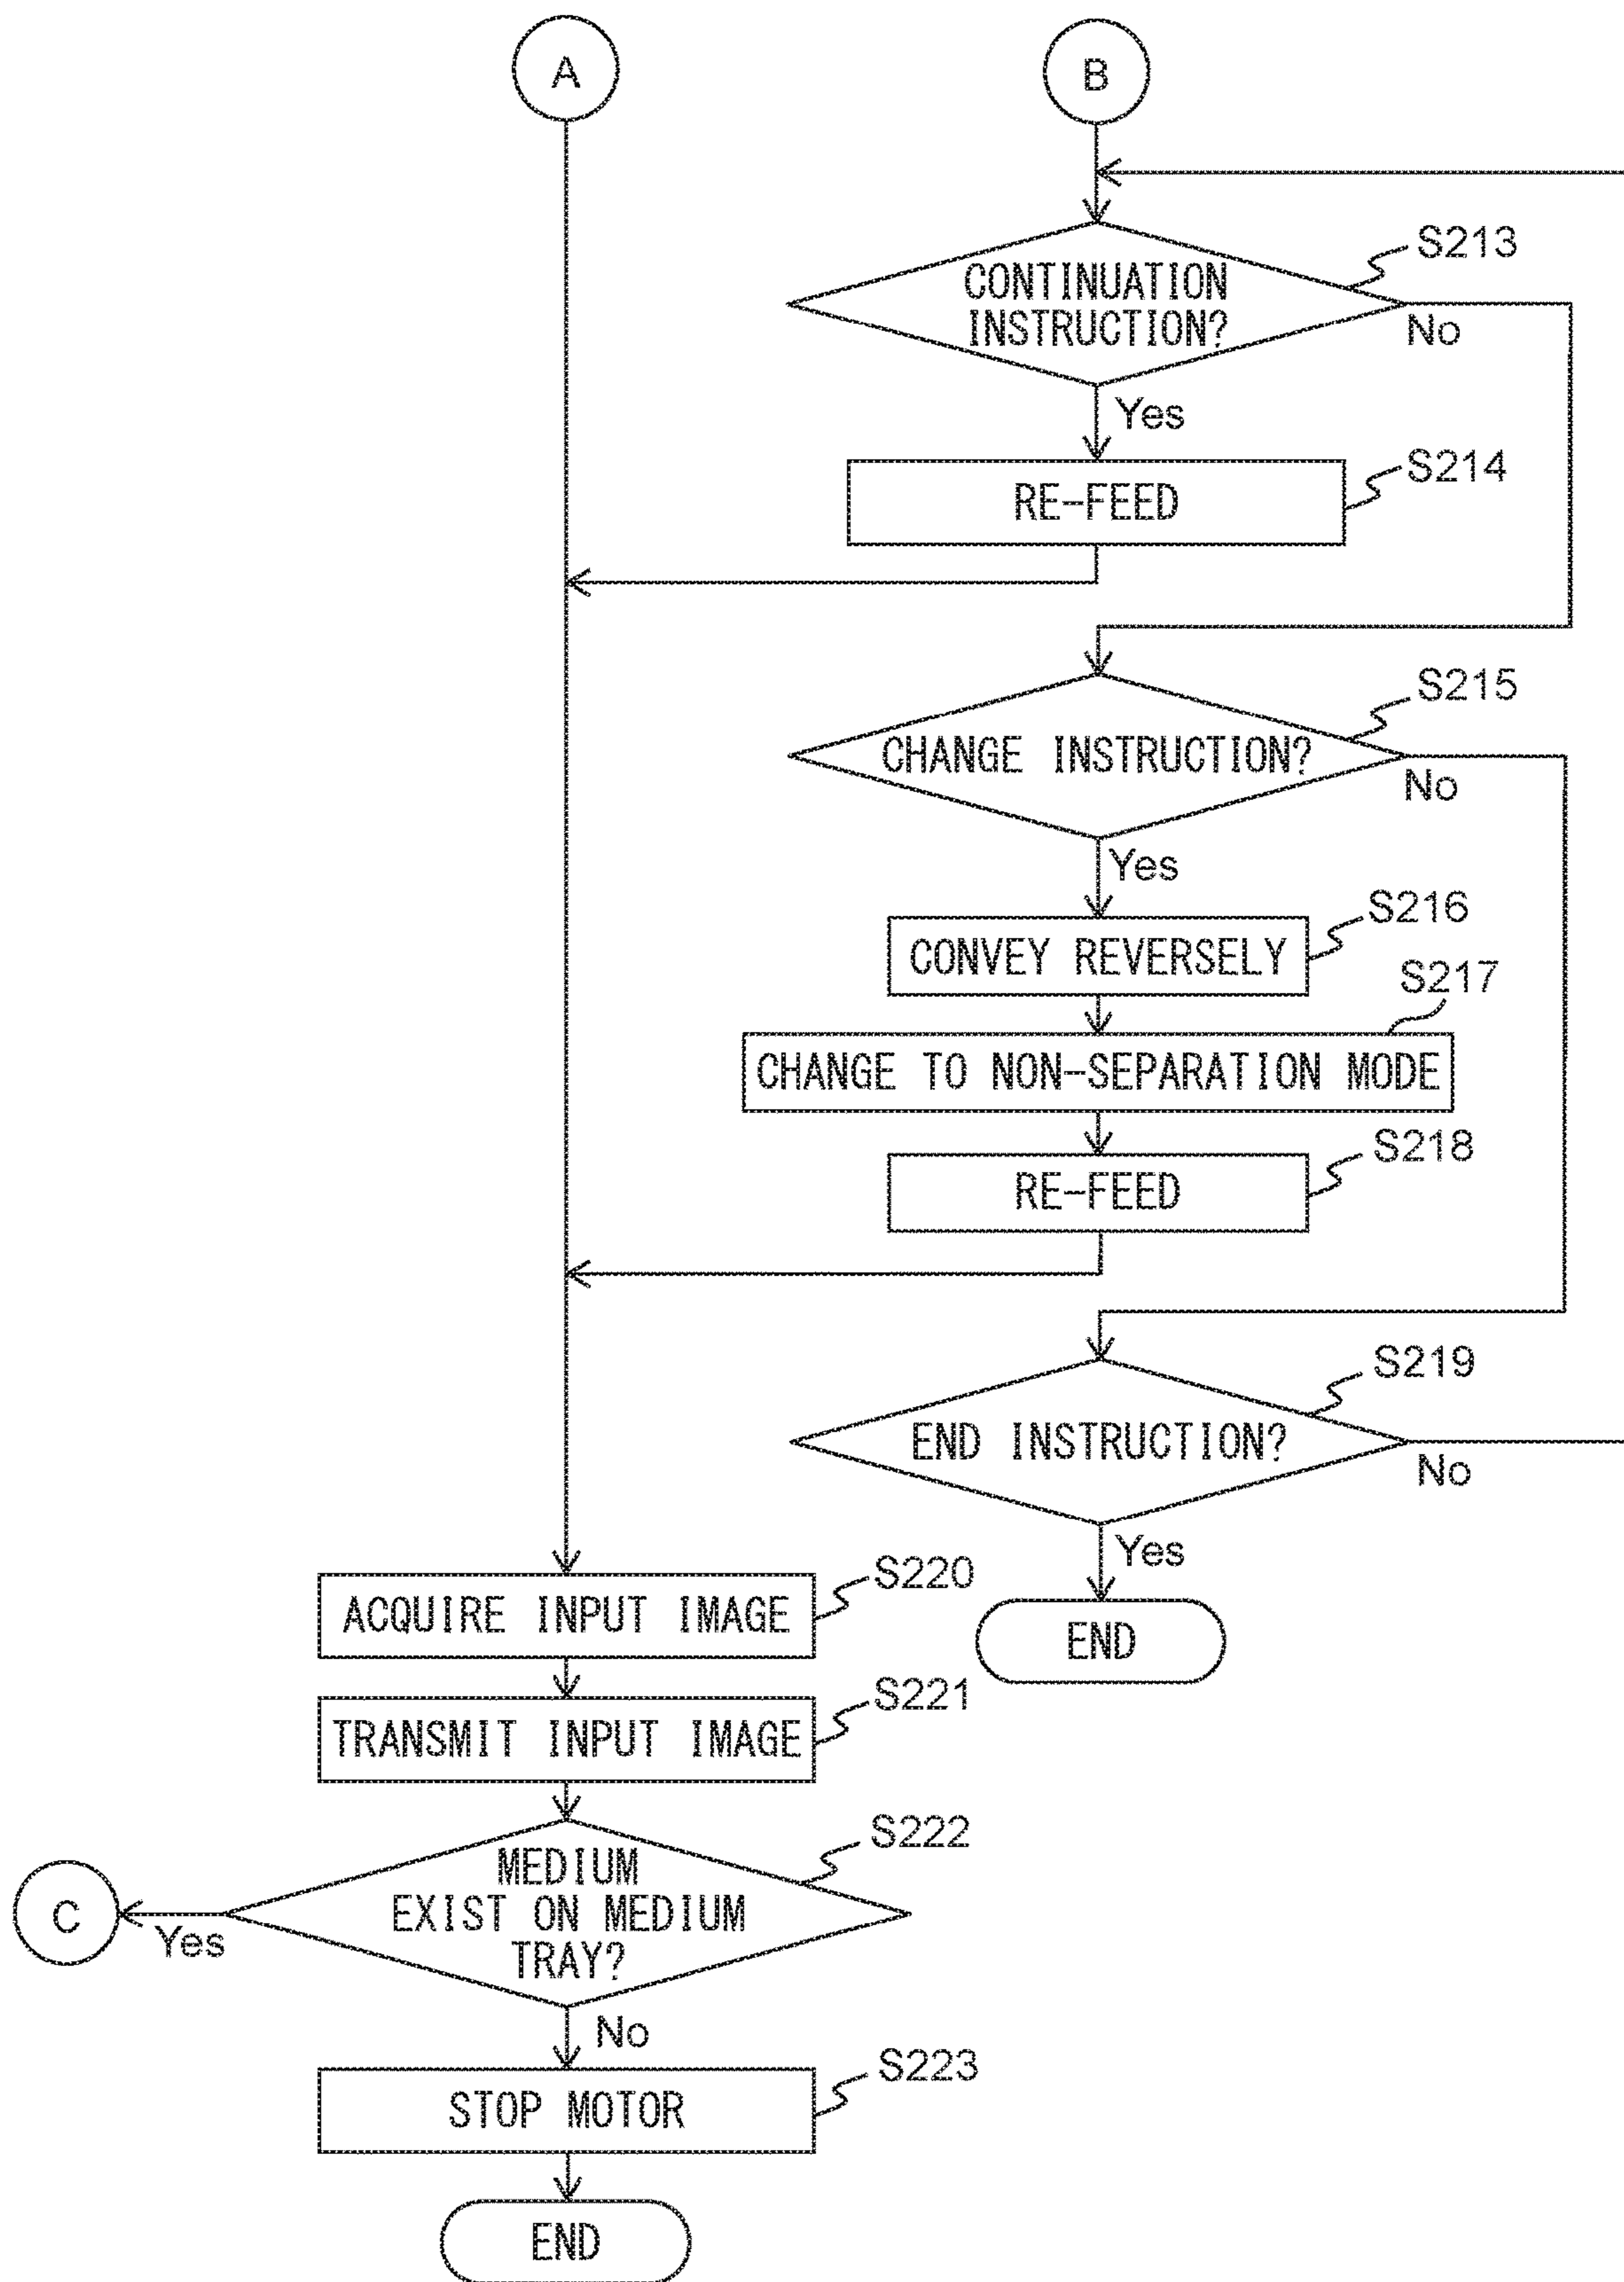 A
B
S213
CONTINUATION
INSTRUCTION?
No
Yes
S214
RE-FEED
S215
CHANGE INSTRUCTION?
No
Yes
S216
CONVEY REVERSELY
S217
CHANGE TO NON-SEPARATION MODE
S218
RE-FEED
S219
END INSTRUCTION?
No
Yes
END
S220
ACQUIRE INPUT IMAGE
S221
TRANSMIT INPUT IMAGE
S222
MEDIUM
EXIST ON MEDIUM
TRAY?
C
Yes
No
S223
STOP MOTOR
END